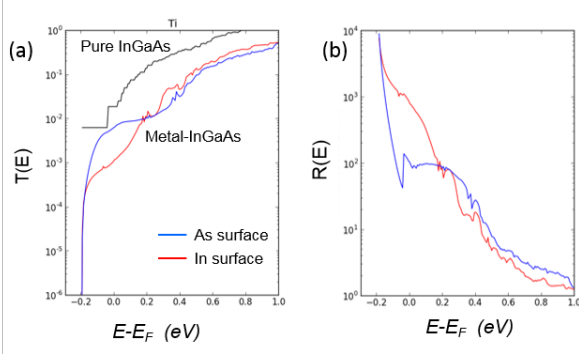 Ti
(a)
Pure InGaAs
Metal-InGaAs
As surface
In surface
T(E)
10^0
10^-1
10^-2
10^-3
10^-4
10^-5
10^-6
−0.2 0.0 0.2 0.4 0.6 0.8 1.0
E-E_F (eV)
(b)
R(E)
10^4
10^3
10^2
10^1
10^0
−0.2 0.0 0.2 0.4 0.6 0.8 1.0
E-E_F (eV)